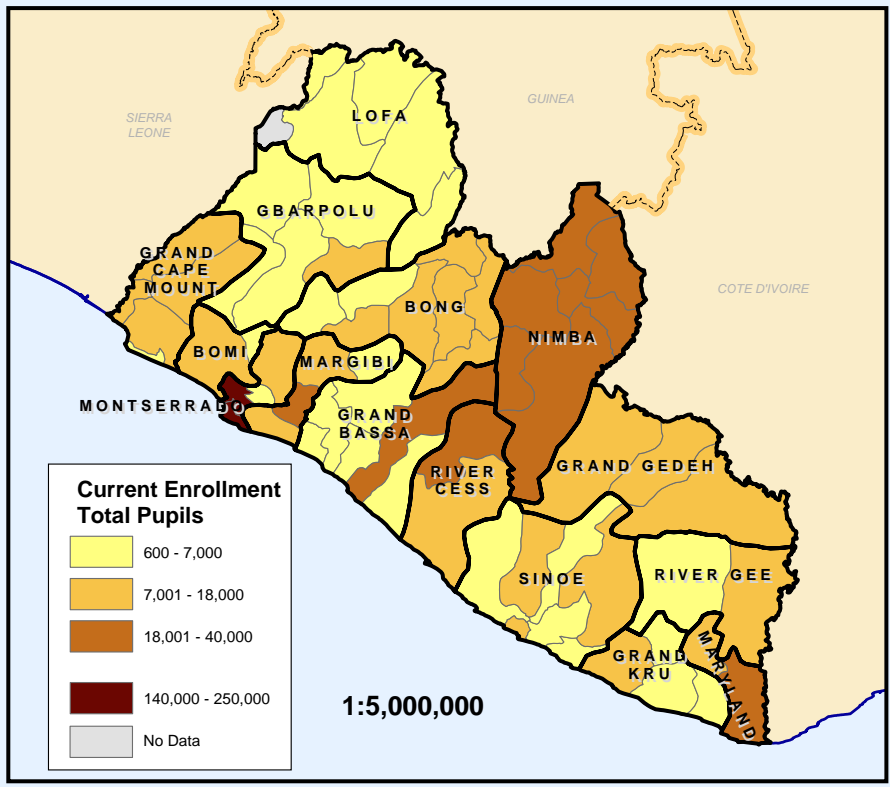 SIERRA
LEONE
GUINEA
COTE D'IVOIRE
LOFA
GBARPOLU
GRAND
CAPE
MOUNT
BONG
NIMBA
BOMI
MARGIBI
MONTSERRADO
GRAND
BASSA
RIVER
CESS
GRAND GEDEH
SINOE
RIVER GEE
GRAND
KRU
MARYLAND
Current Enrollment
Total Pupils
600 - 7,000
7,001 - 18,000
18,001 - 40,000
140,000 - 250,000
No Data
1:5,000,000